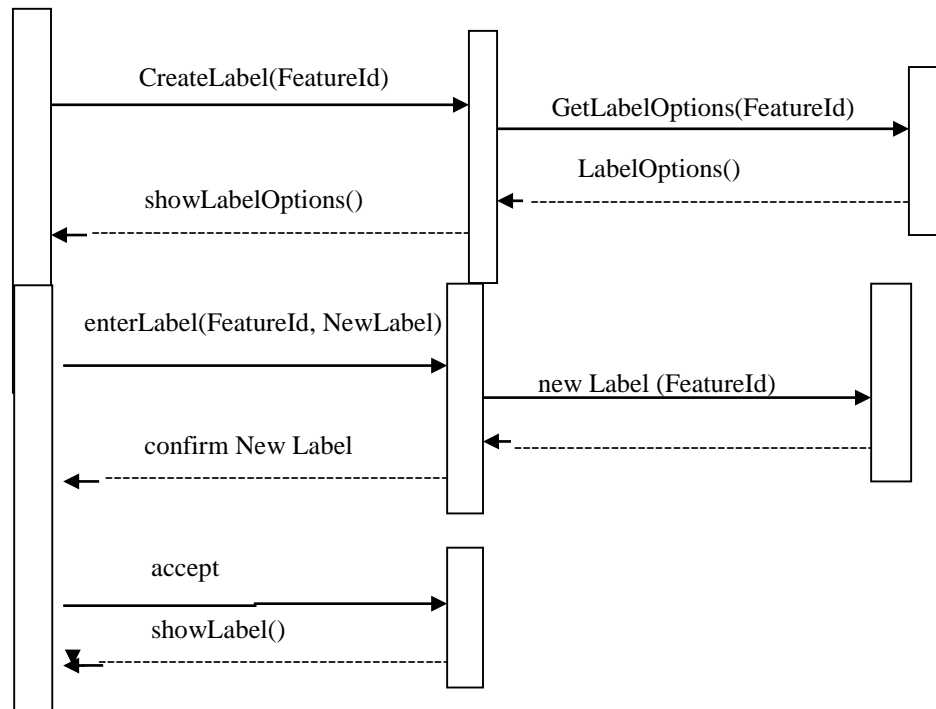 CreateLabel(FeatureId)
GetLabelOptions(FeatureId)
LabelOptions()
showLabelOptions()
enterLabel(FeatureId, NewLabel)
new Label (FeatureId)
confirm New Label
accept
showLabel()